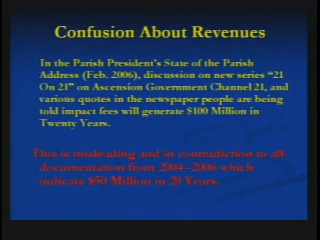 Confusion About Revenues
In the Parish President's State of the Parish
Address (Feb. 2006), discussion on new series "21
On 21" on Ascension Government Channel 21, and
various quotes in the newspaper people are being
told impact fees will generate $100 Million in
Twenty Years.
This is misleading and in contradiction to all
documentation from 2004 -2006 which
indicate $50 Million in 20 Years.